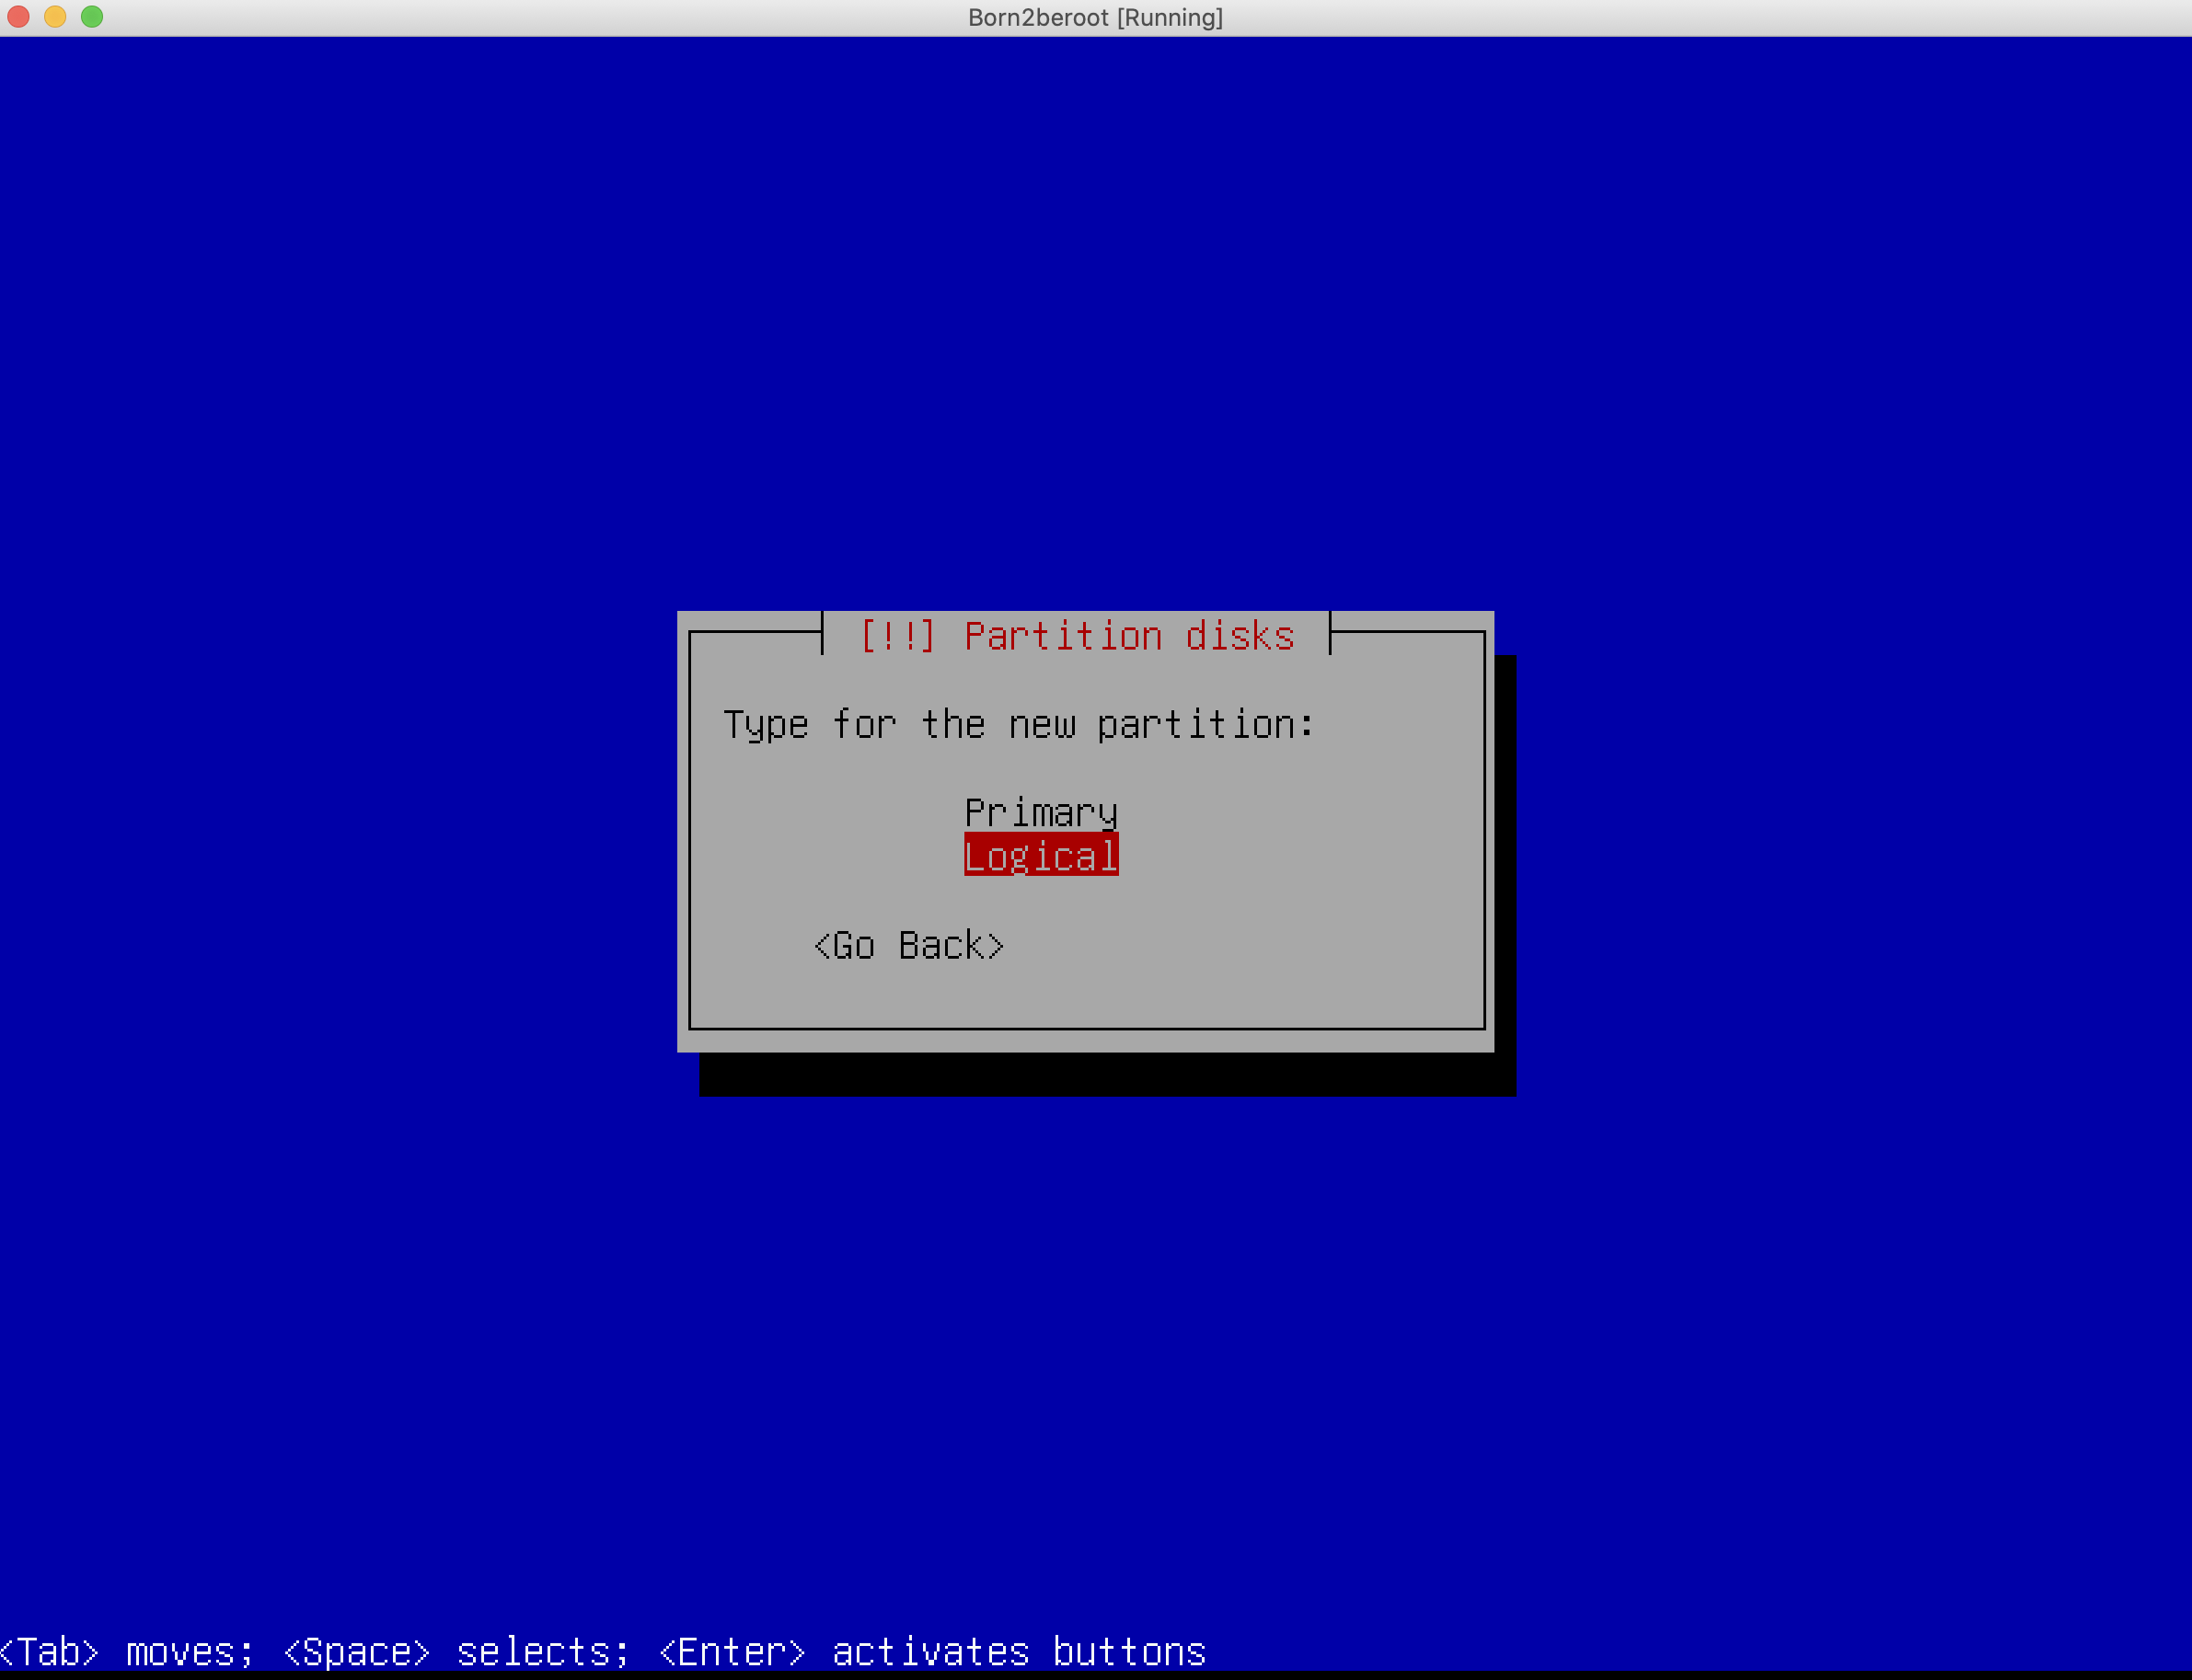 Born2beroot [Running]
[!!] Partition disks
Type for the new partition:
Primary
Logical
<Go Back>
<Tab> moves; <Space> selects; <Enter> activates buttons